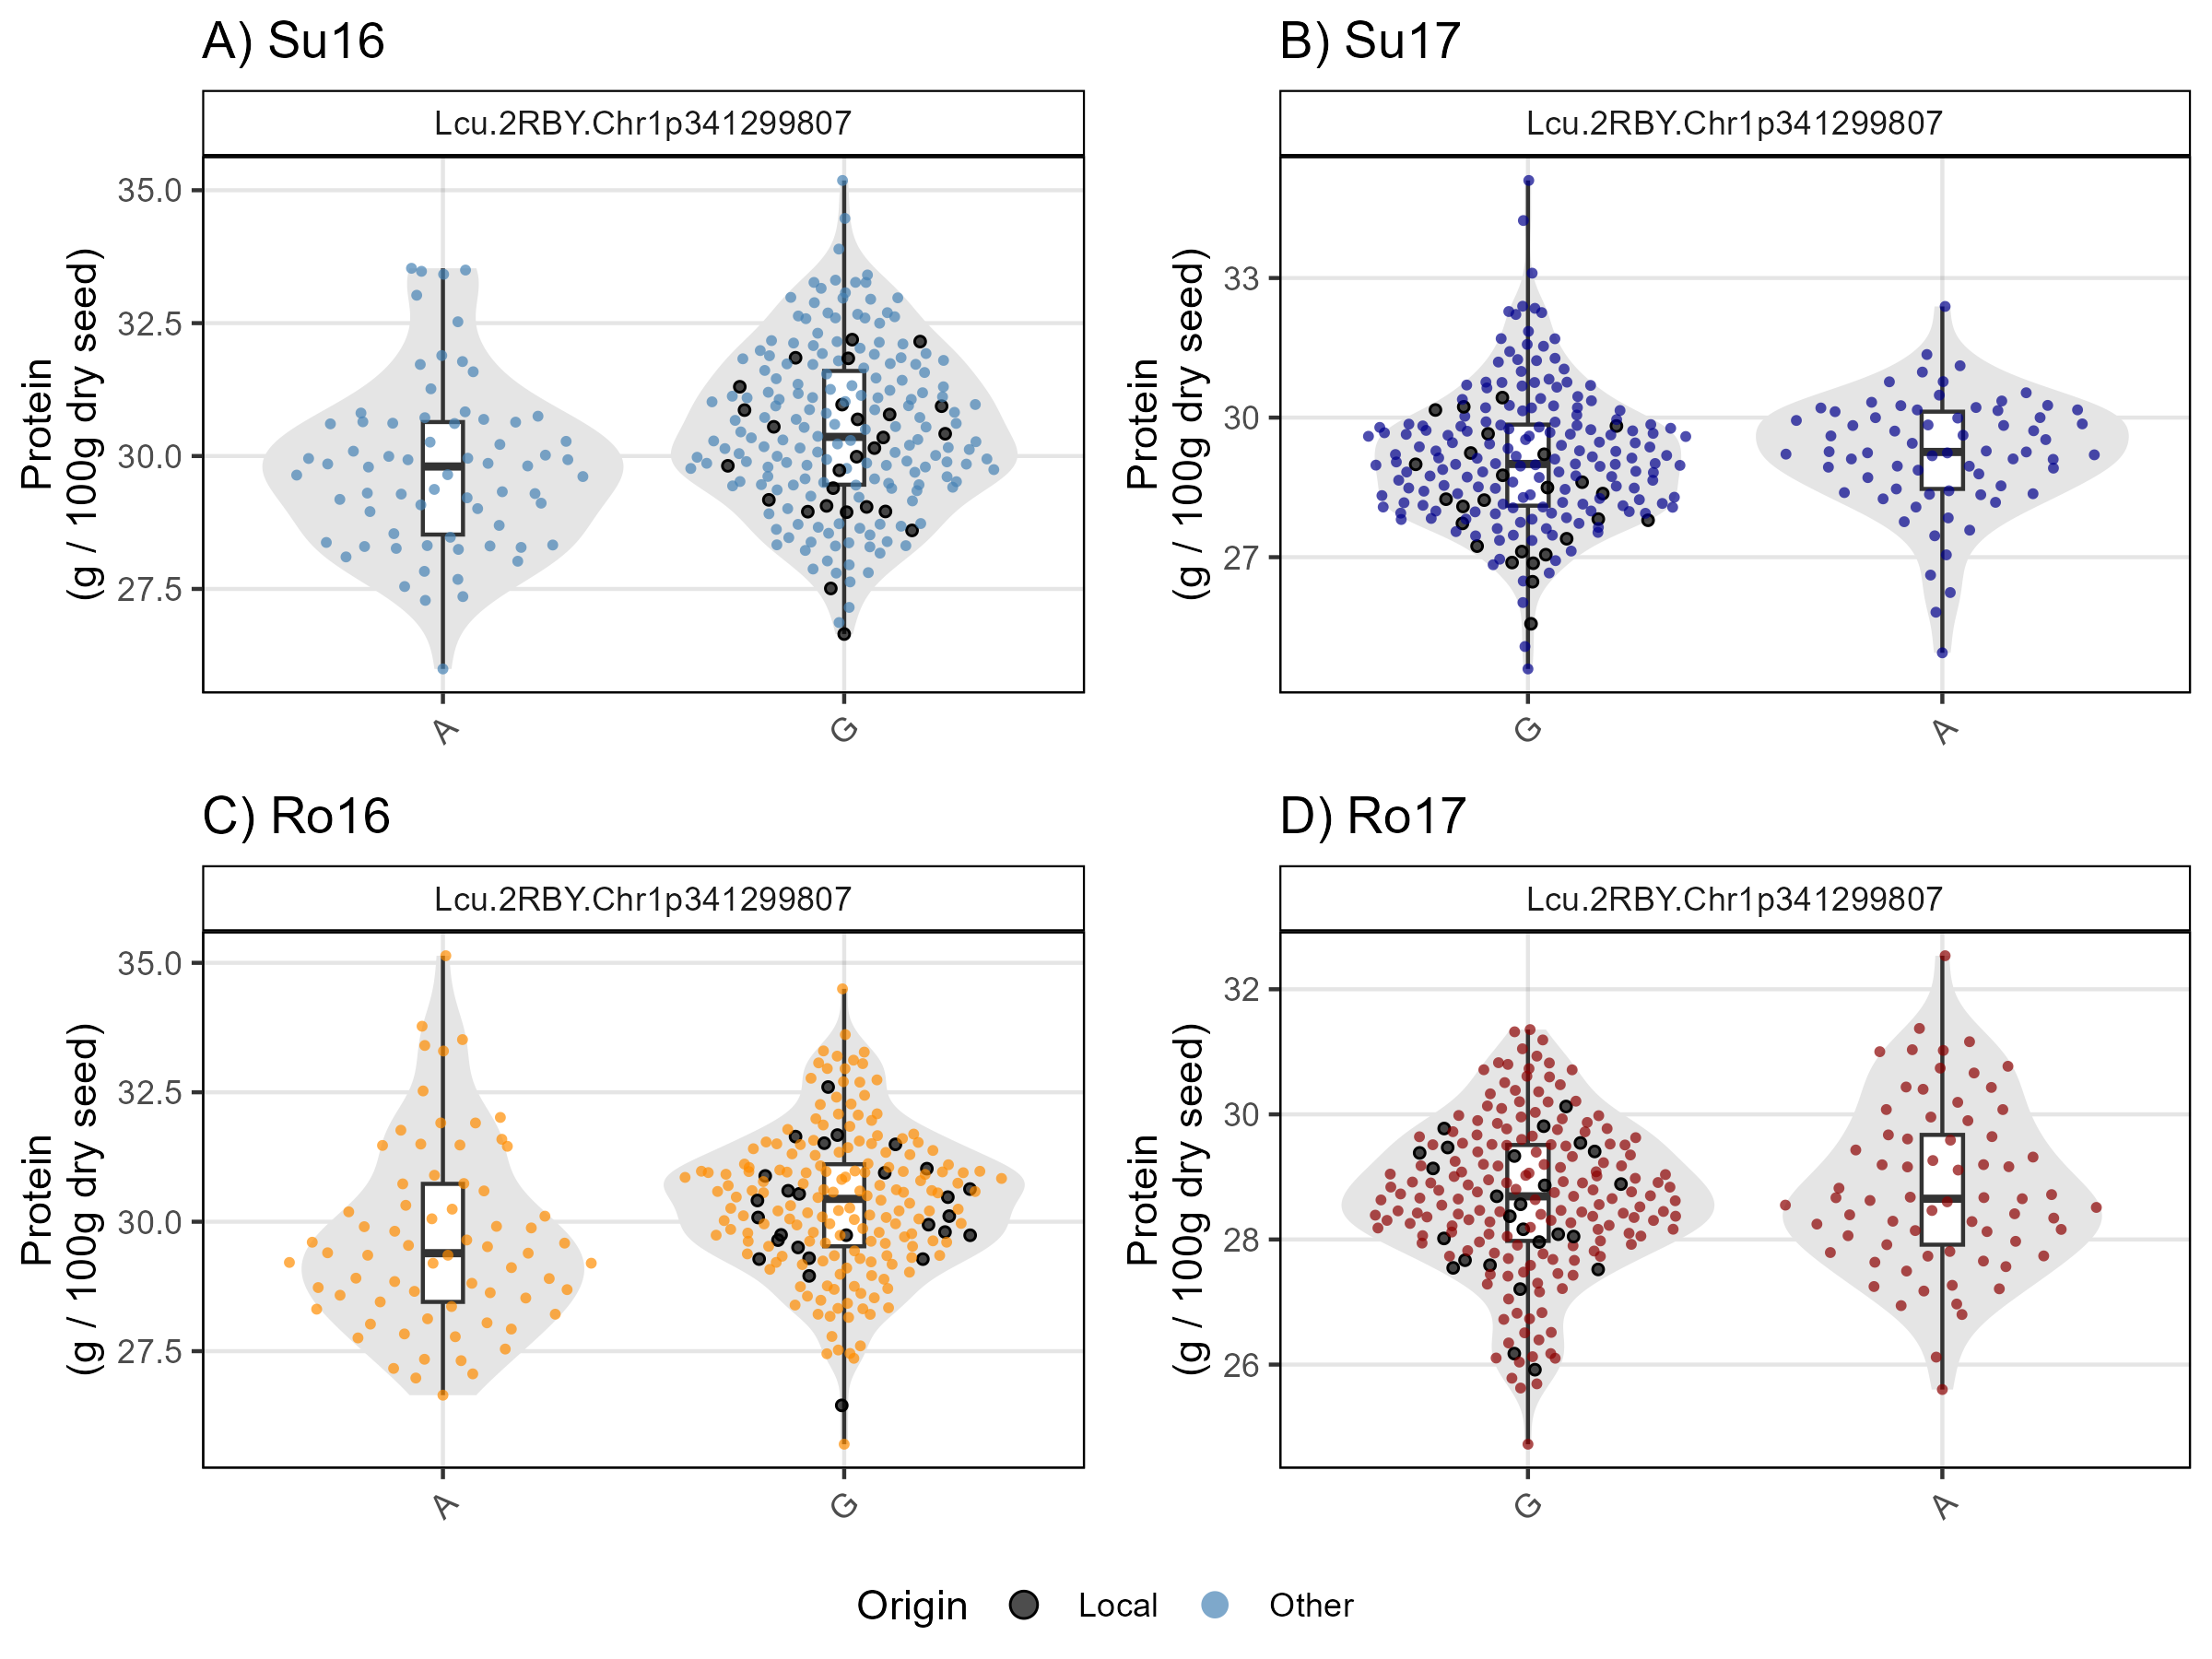 A) Su16
Lcu.2RBY.Chr1p341299807
Protein
(g / 100g dry seed)
35.0
32.5
30.0
27.5
A
G
B) Su17
Lcu.2RBY.Chr1p341299807
Protein
(g / 100g dry seed)
33
30
27
G
A
C) Ro16
Lcu.2RBY.Chr1p341299807
Protein
(g / 100g dry seed)
35.0
32.5
30.0
27.5
A
G
D) Ro17
Lcu.2RBY.Chr1p341299807
Protein
(g / 100g dry seed)
32
30
28
26
G
A
Origin Local Other